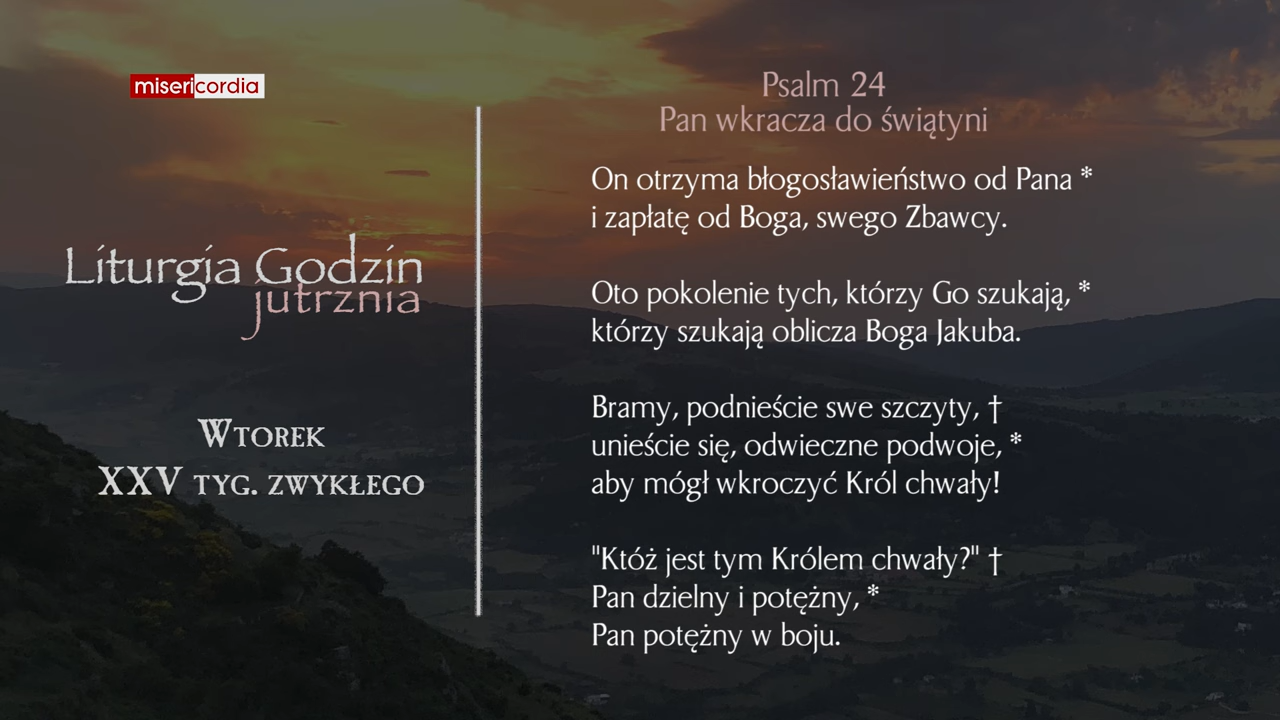 misericordia
Liturgia Godzin
jutrznia
Wtorek
XXV tyg. zwykłego
Psalm 24
Pan wkracza do świątyni
On otrzyma błogosławieństwo od Pana *
i zapłatę od Boga, swego Zbawcy.
Oto pokolenie tych, którzy Go szukają, *
którzy szukają oblicza Boga Jakuba.
Bramy, podnieście swe szczyty, †
unieście się, odwieczne podwoje, *
aby mógł wkroczyć Król chwały!
"Któż jest tym Królem chwały?" †
Pan dzielny i potężny, *
Pan potężny w boju.